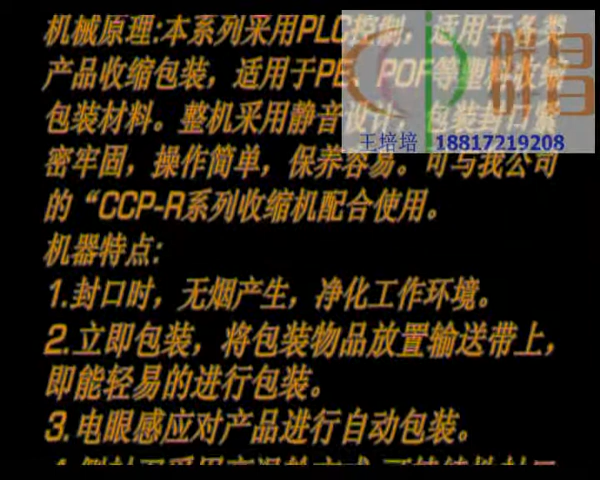 机械原理:本系列采用PLC控制，适用于各类
产品收缩包装，适用于PE、POF等塑料收缩
包装材料。整机采用静音设计，包装封口紧
密牢固，操作简单，保养容易。可与我公司
的“CCP-R系列收缩机配合使用。
机器特点:
1.封口时，无烟产生，净化工作环境。
2.立即包装，将包装物品放置输送带上，
即能轻易的进行包装。
3.电眼感应对产品进行自动包装。
王培培 18817219208